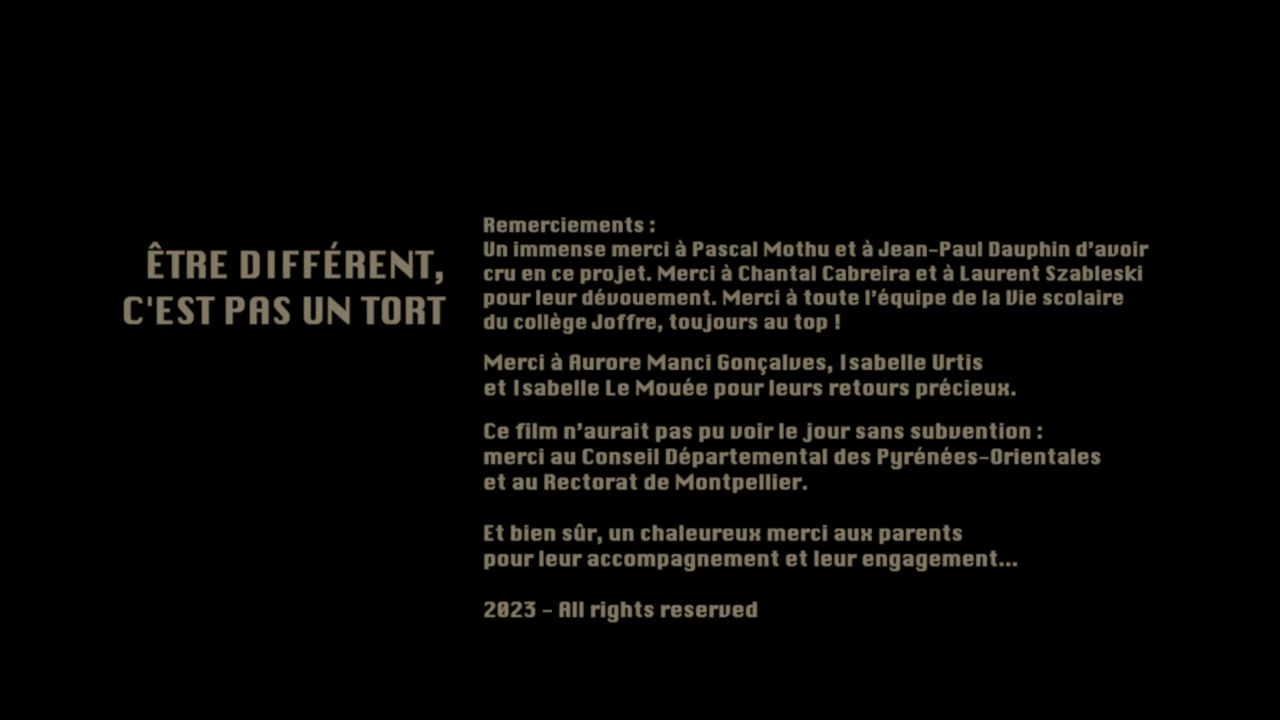 ÊTRE DIFFÉRENT,
C'EST PAS UN TORT
Remerciements :
Un immense merci à Pascal Mothu et à Jean-Paul Dauphin d'avoir
cru en ce projet. Merci à Chantal Cabreira et à Laurent Szableski
pour leur dévouement. Merci à toute l'équipe de la Vie scolaire
du collège Joffre, toujours au top !
Merci à Aurore Manci Gonçalves, Isabelle Urtis
et Isabelle Le Mouée pour leurs retours précieux.
Ce film n'aurait pas pu voir le jour sans subvention :
merci au Conseil Départemental des Pyrénées-Orientales
et au Rectorat de Montpellier.
Et bien sûr, un chaleureux merci aux parents
pour leur accompagnement et leur engagement...
2023 - All rights reserved